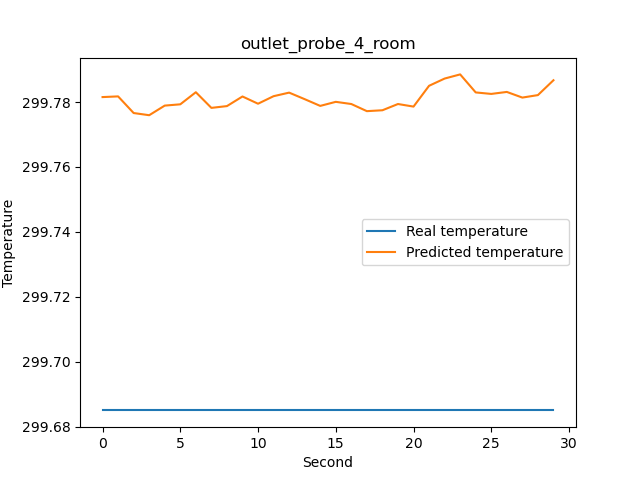 outlet_probe_4_room
Temperature
299.78
299.76
299.74
299.72
299.70
299.68
Real temperature
Predicted temperature
0 5 10 15 20 25 30
Second